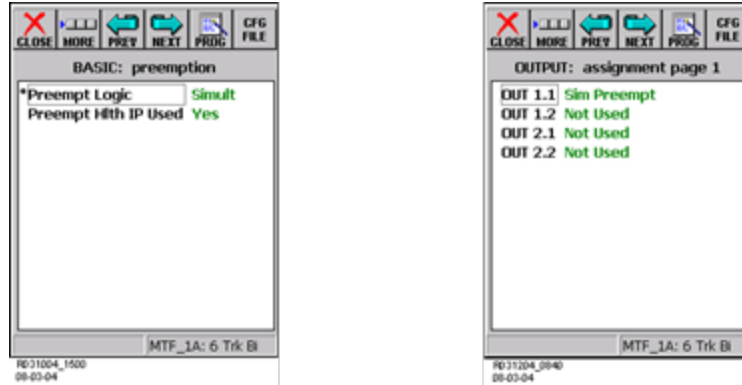 CLOSE MORE PREV NEXT PROG CFG FILE
BASIC: preemption
*Preempt Logic Simult
Preempt Hlth IP Used Yes
MTF_1A: 6 Trk Bi
RD31004_1500
08-03-04
CLOSE MORE PREV NEXT PROG CFG FILE
OUTPUT: assignment page 1
OUT 1.1 Sim Preempt
OUT 1.2 Not Used
OUT 2.1 Not Used
OUT 2.2 Not Used
MTF_1A: 6 Trk Bi
RD31204_0840
08-03-04